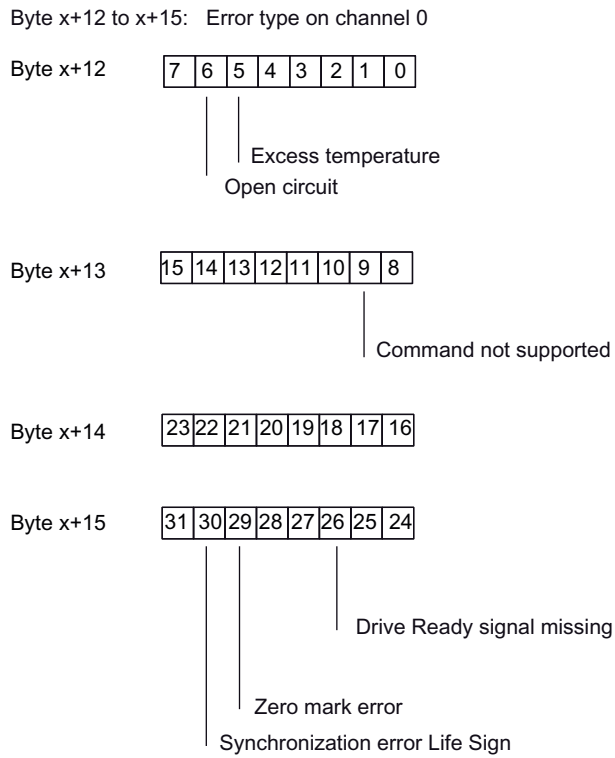 Byte x+12 to x+15: Error type on channel 0
Byte x+12 7 6 5 4 3 2 1 0
Excess temperature
Open circuit
Byte x+13 15 14 13 12 11 10 9 8
Command not supported
Byte x+14 23 22 21 20 19 18 17 16
Byte x+15 31 30 29 28 27 26 25 24
Drive Ready signal missing
Zero mark error
Synchronization error Life Sign